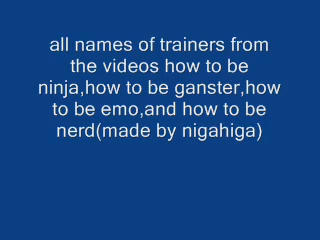 all names of trainers from
the videos how to be
ninja,how to be ganster,how
to be emo,and how to be
nerd(made by nigahiga)